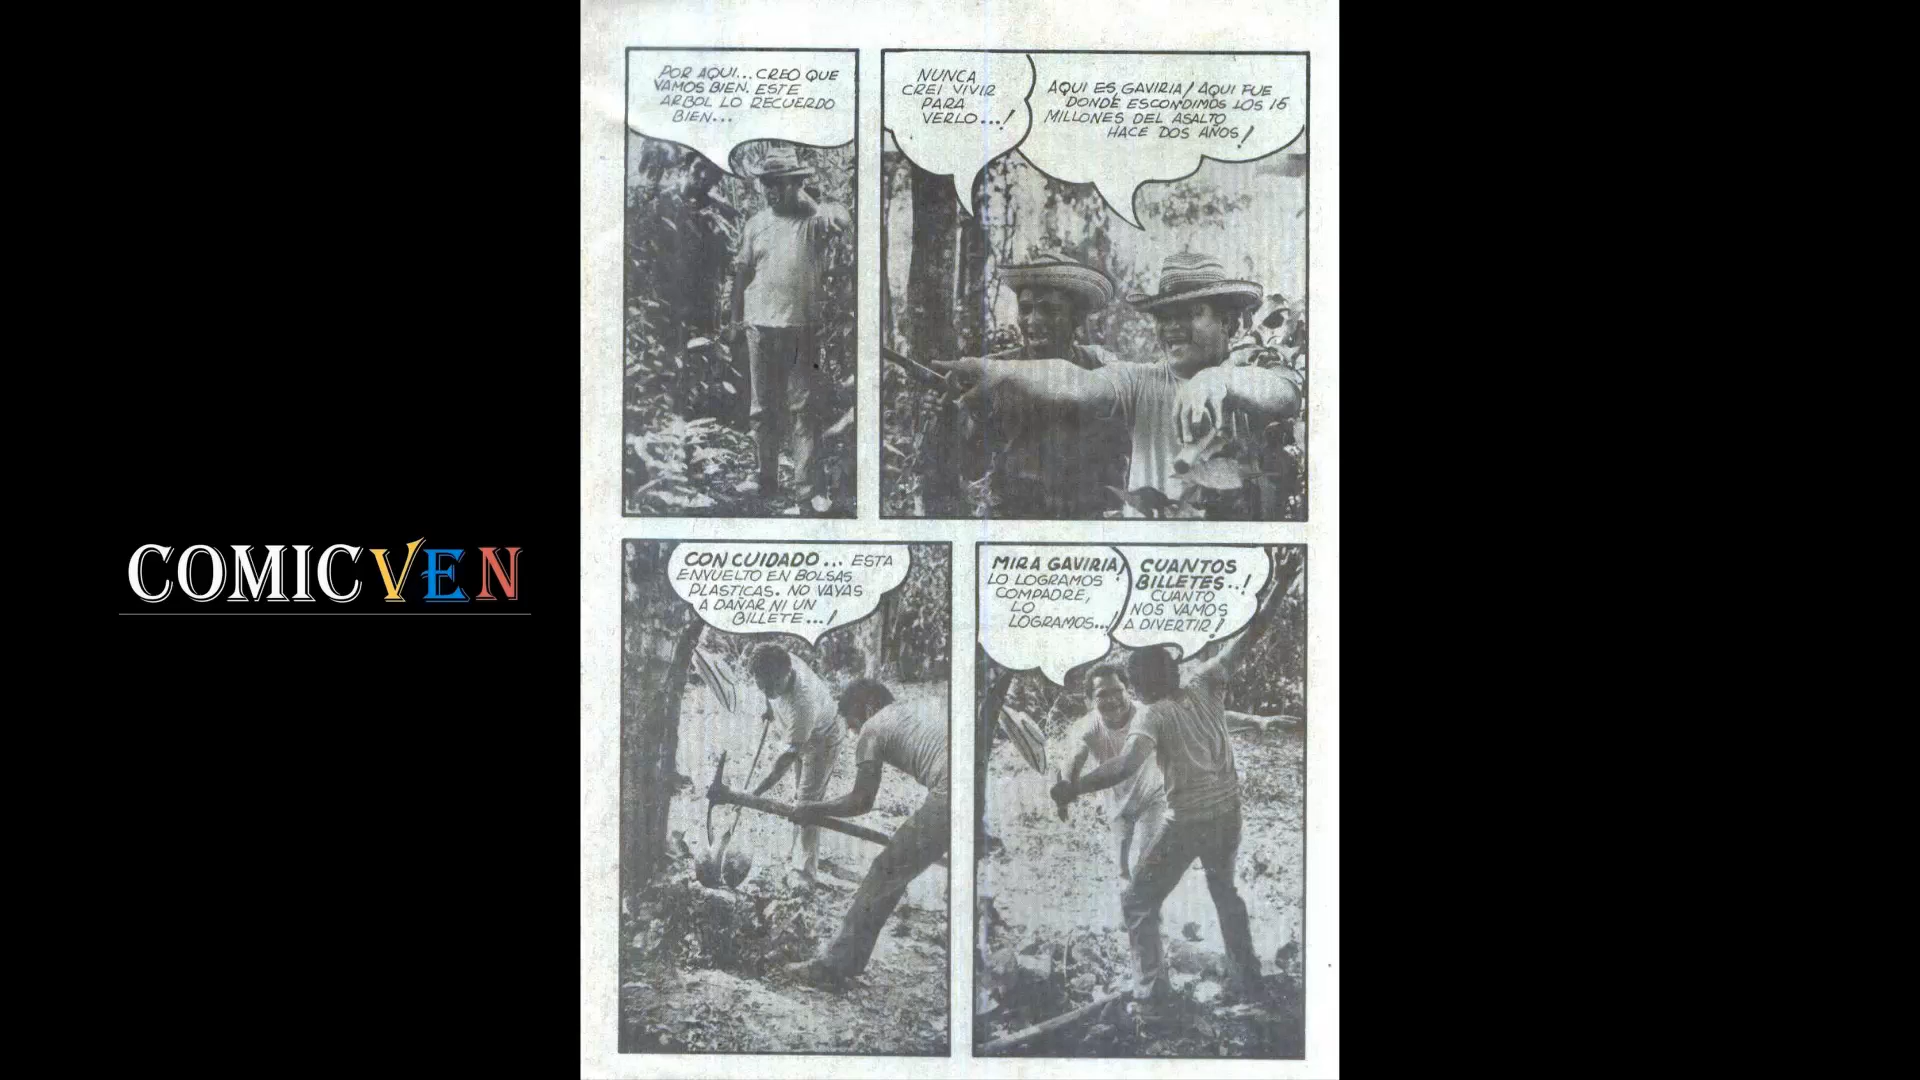 POR AQUI... CREO QUE
VAMOS BIEN. ESTE
ARBOL LO RECUERDO
BIEN...
NUNCA
CREI VIVIR
PARA
VERLO...!
AQUI ES, GAVIRIA! AQUI FUE
DONDE ESCONDIMOS LOS 16
MILLONES DEL ASALTO
HACE DOS AÑOS!
CON CUIDADO... ESTA
ENVUELTO EN BOLSAS
PLASTICAS. NO VAYAS
A DAÑAR NI UN
BILLETE...!
MIRA GAVIRIA,
LO LOGRAMOS
COMPADRE,
LO
LOGRAMOS...!
CUANTOS
BILLETES..!
CUANTO
NOS VAMOS
A DIVERTIR!
COMICVEN